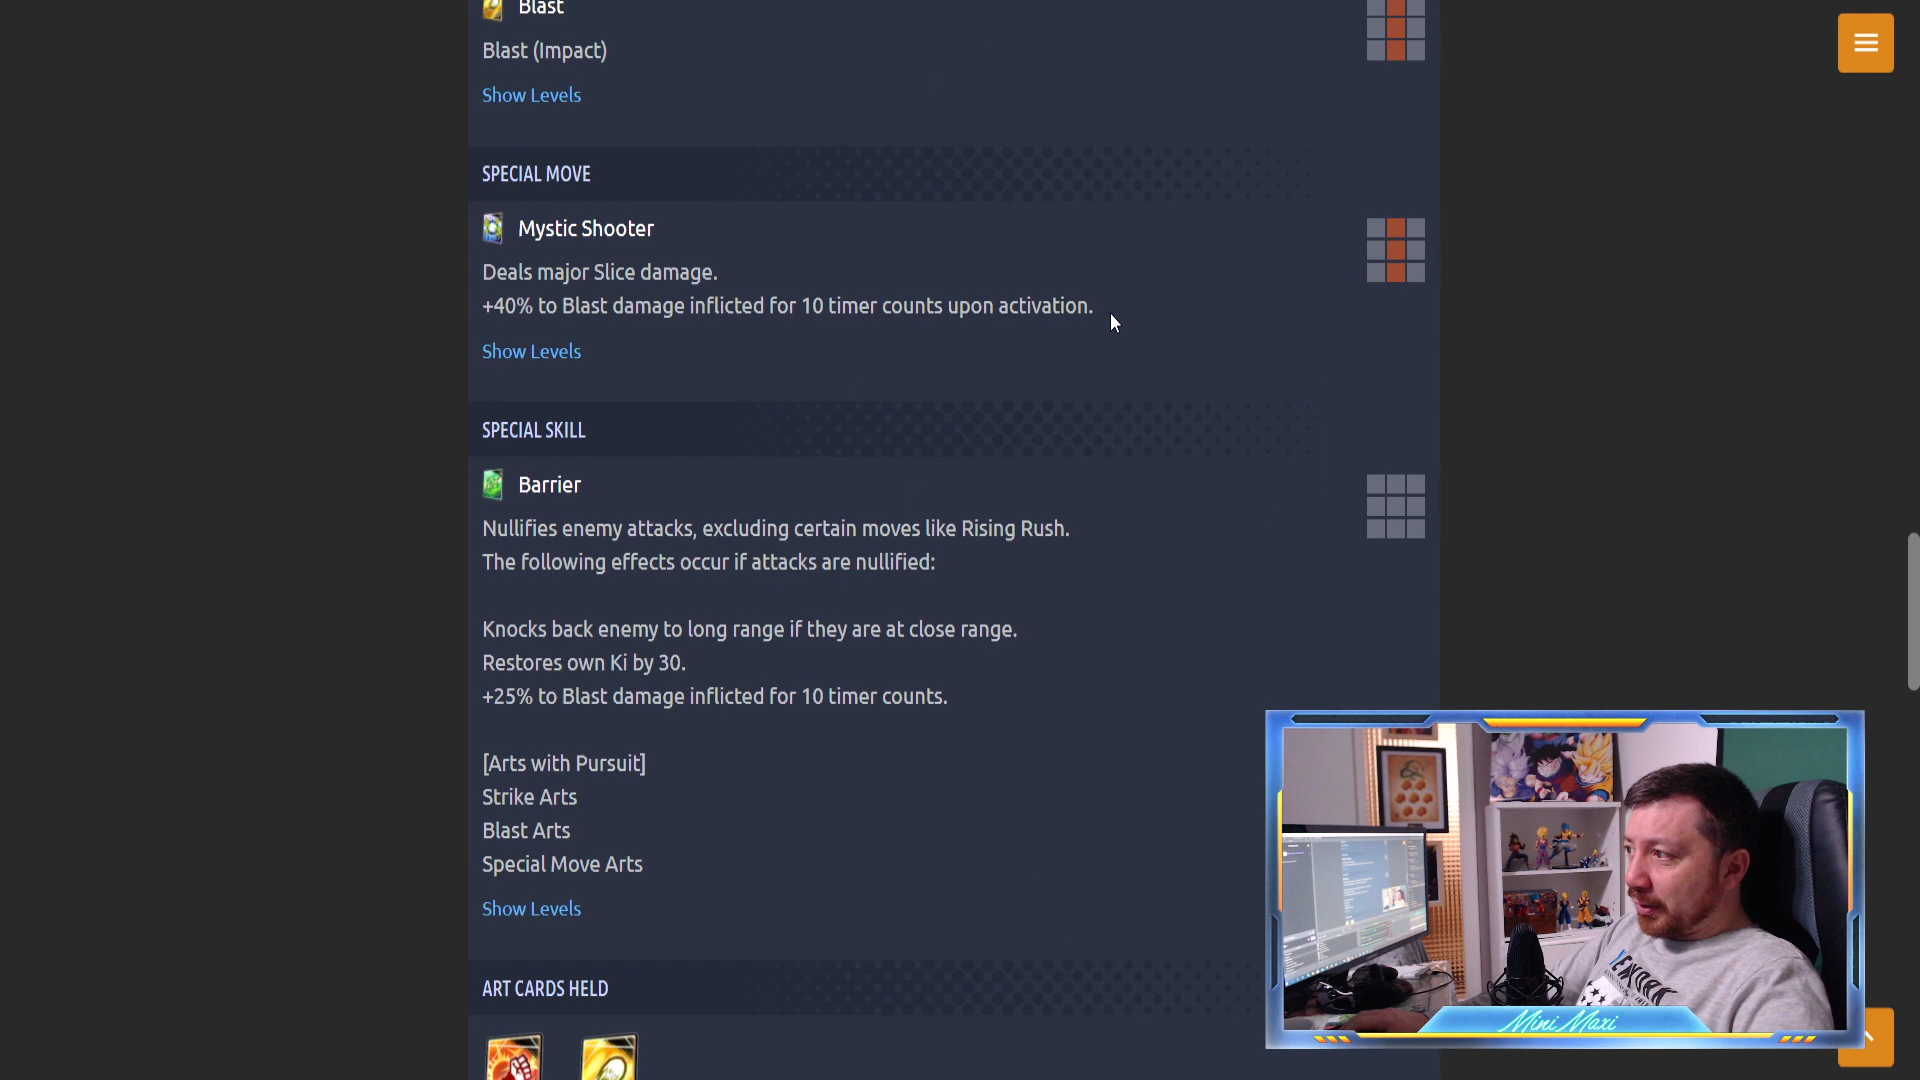 Blast
Blast (Impact)
Show Levels
SPECIAL MOVE
Mystic Shooter
Deals major Slice damage.
+40% to Blast damage inflicted for 10 timer counts upon activation.
Show Levels
SPECIAL SKILL
Barrier
Nullifies enemy attacks, excluding certain moves like Rising Rush.
The following effects occur if attacks are nullified:
Knocks back enemy to long range if they are at close range.
Restores own Ki by 30.
+25% to Blast damage inflicted for 10 timer counts.
[Arts with Pursuit]
Strike Arts
Blast Arts
Special Move Arts
Show Levels
ART CARDS HELD
Mini Maxi